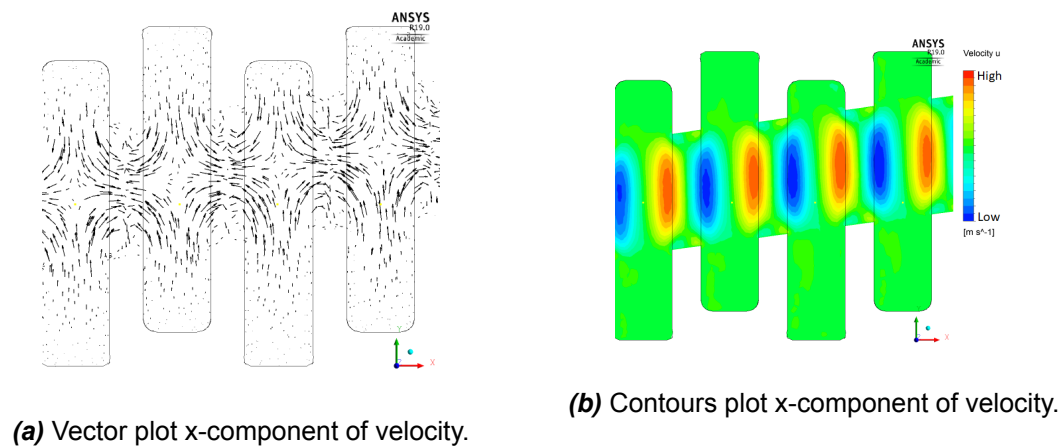 ANSYS
R19.0
Academic
X
(a) Vector plot x-component of velocity.
ANSYS
R19.0
Academic
Velocity u
High
Low
[m s^-1]
X
(b) Contours plot x-component of velocity.